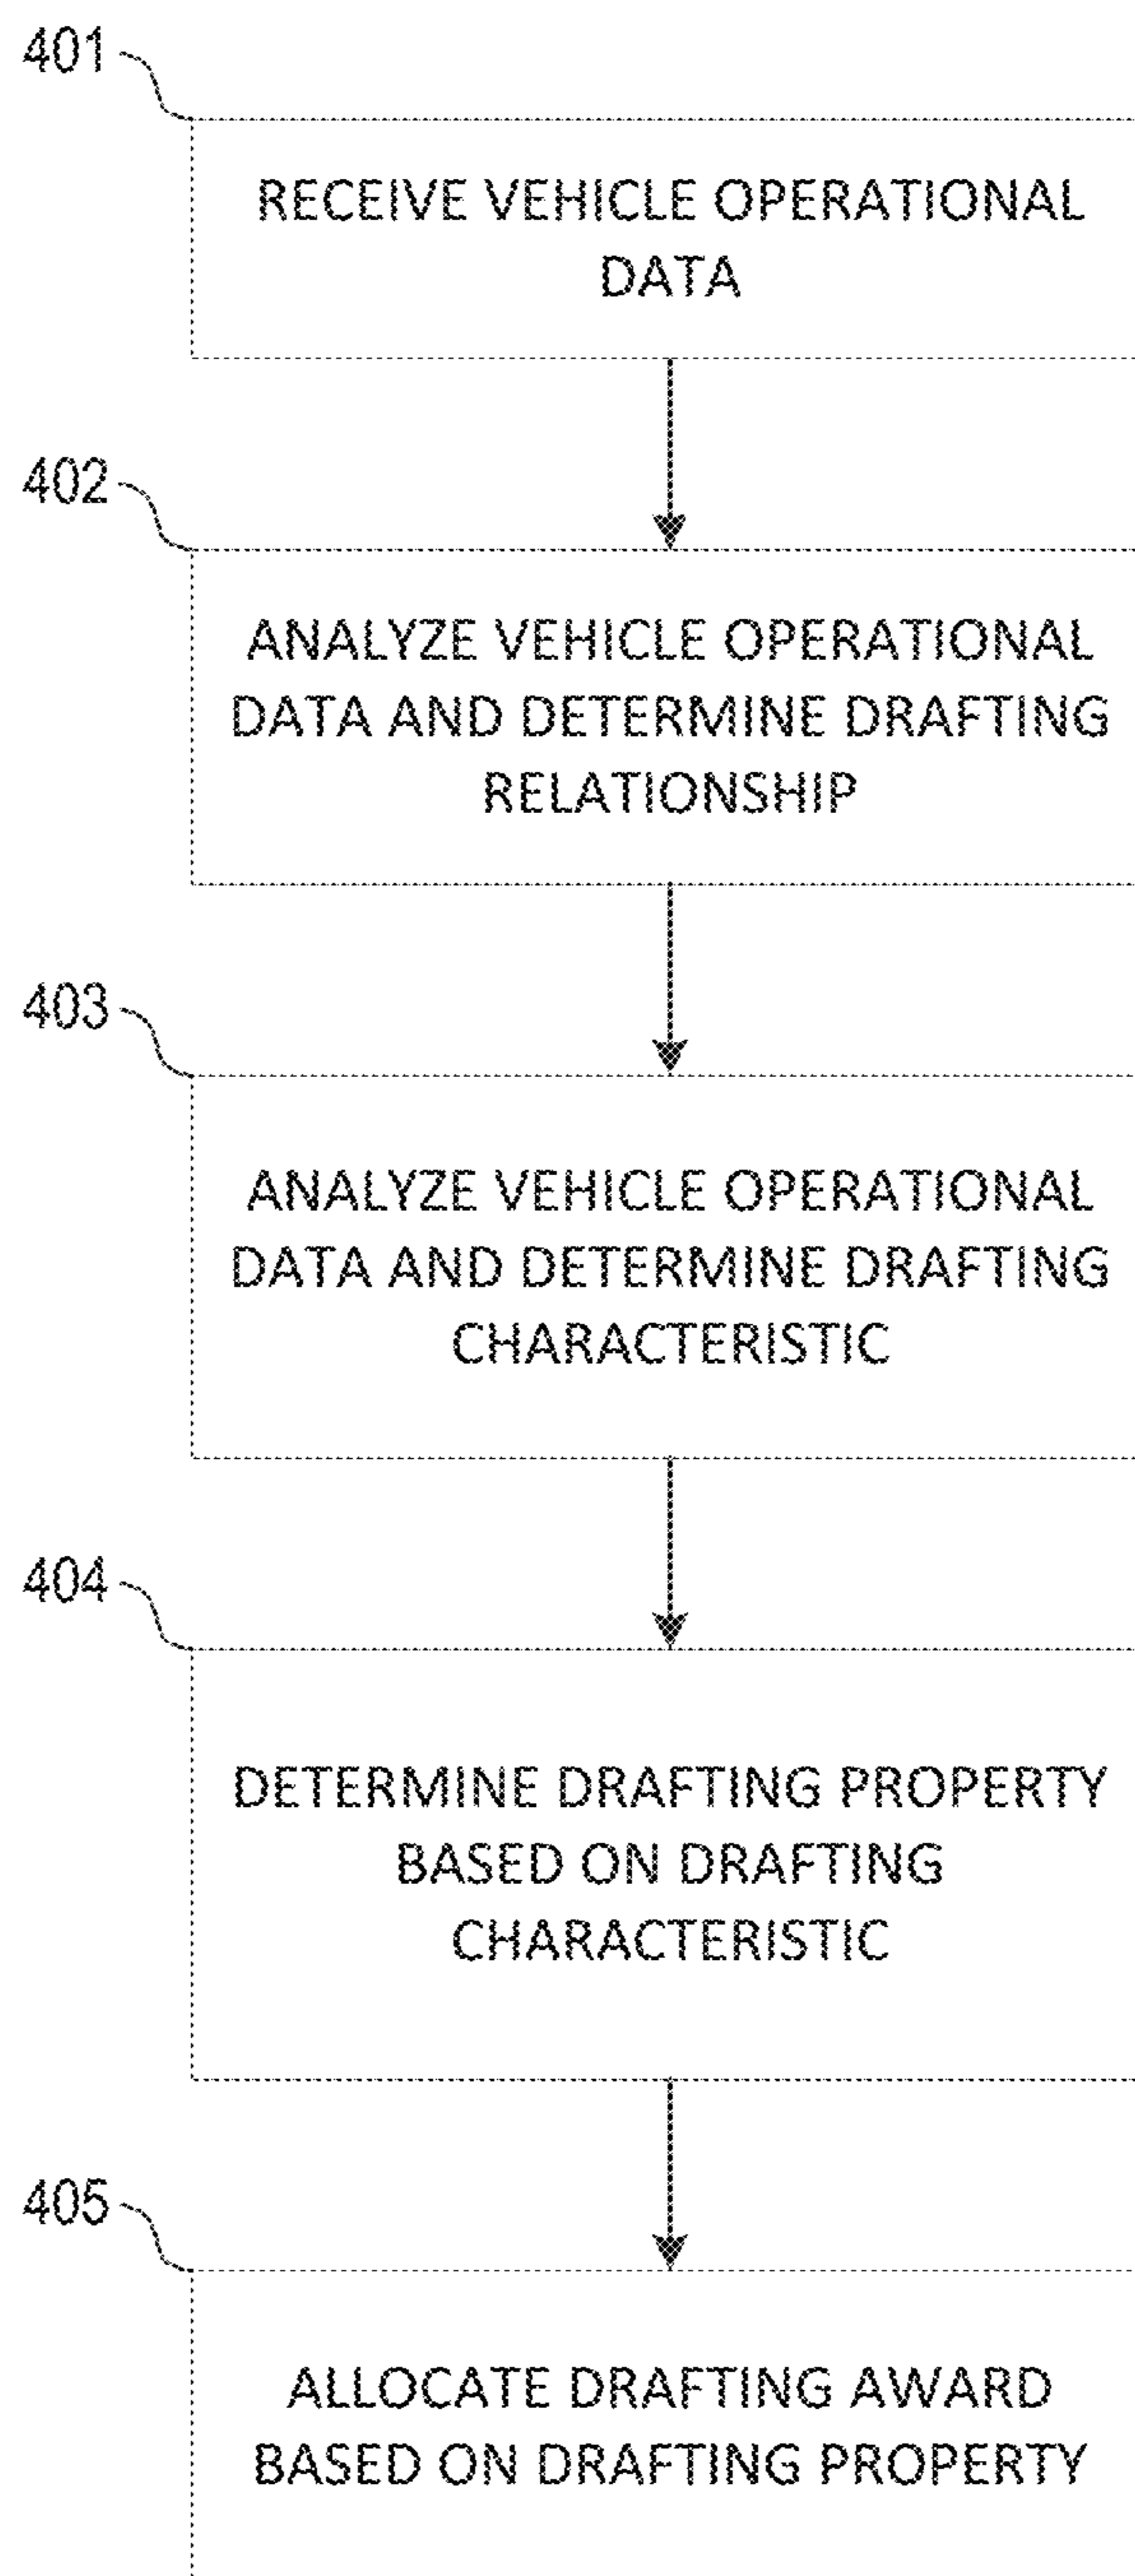 401
RECEIVE VEHICLE OPERATIONAL
DATA
402
ANALYZE VEHICLE OPERATIONAL
DATA AND DETERMINE DRAFTING
RELATIONSHIP
403
ANALYZE VEHICLE OPERATIONAL
DATA AND DETERMINE DRAFTING
CHARACTERISTIC
404
DETERMINE DRAFTING PROPERTY
BASED ON DRAFTING
CHARACTERISTIC
405
ALLOCATE DRAFTING AWARD
BASED ON DRAFTING PROPERTY